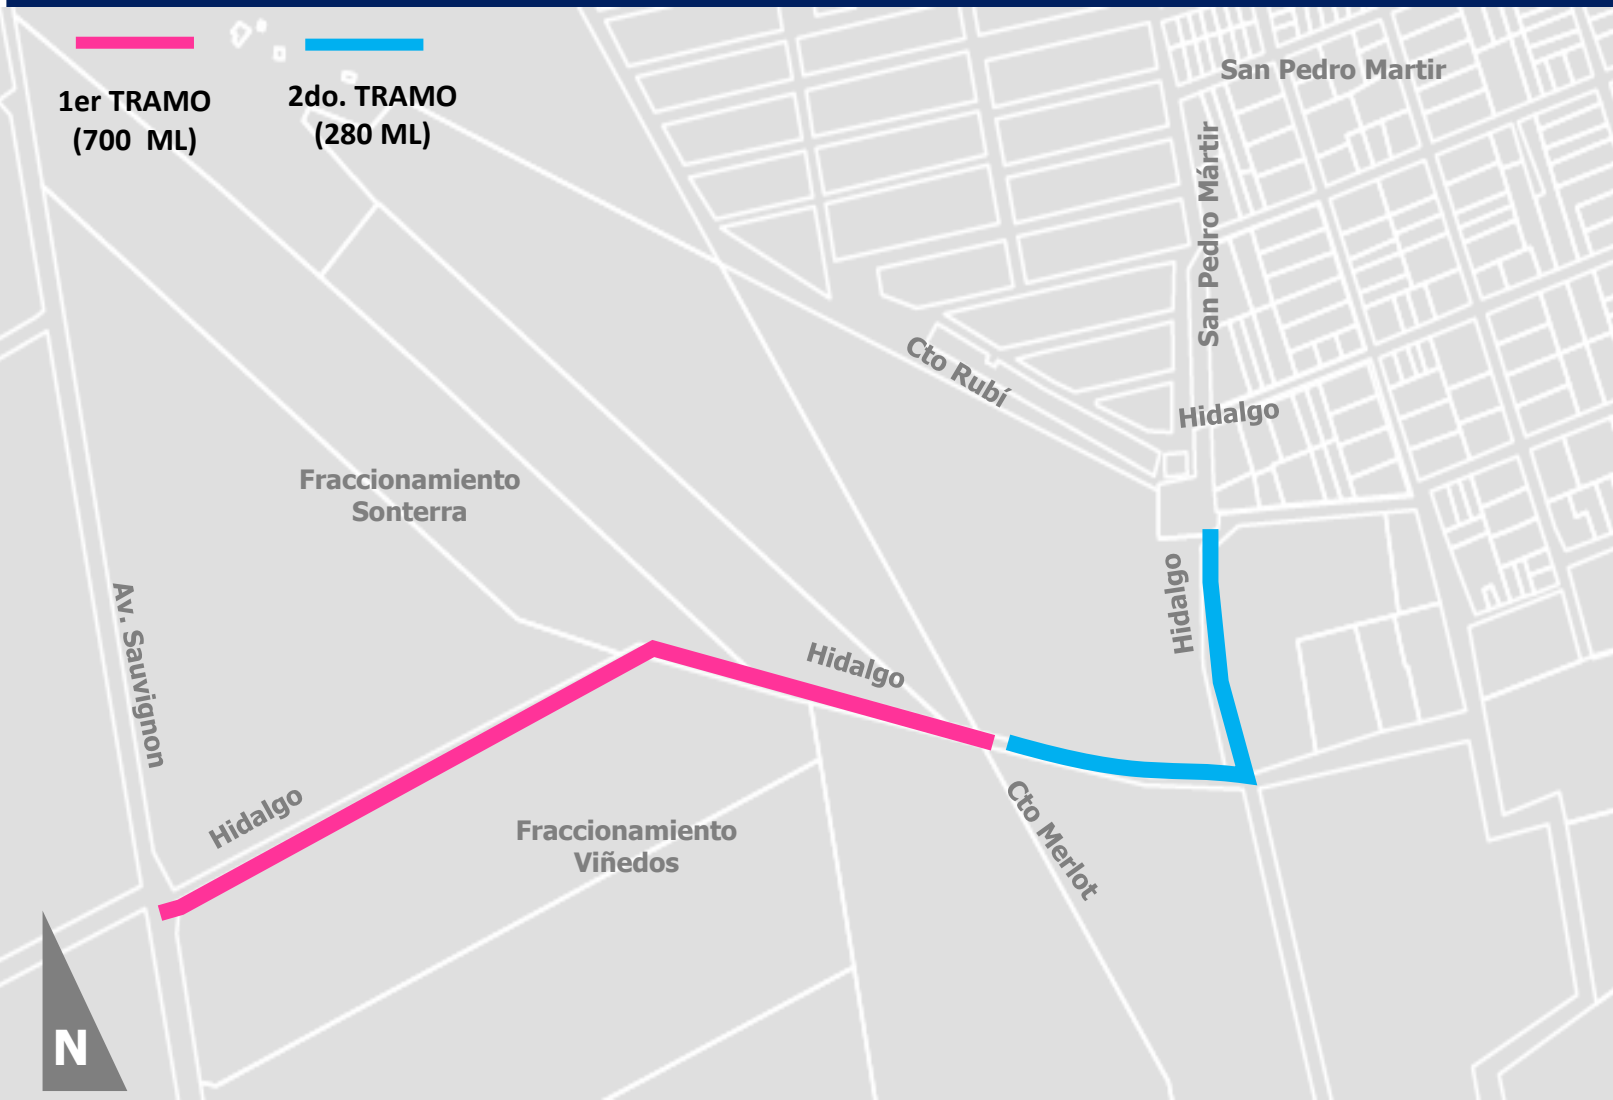 1er TRAMO
(700 ML)
2do. TRAMO
(280 ML)
San Pedro Martir
San Pedro Mártir
Cto Rubí
Hidalgo
Fraccionamiento
Sonterra
Hidalgo
Av. Sauvignon
Hidalgo
Hidalgo
Fraccionamiento
Viñedos
Cto Merlot
N